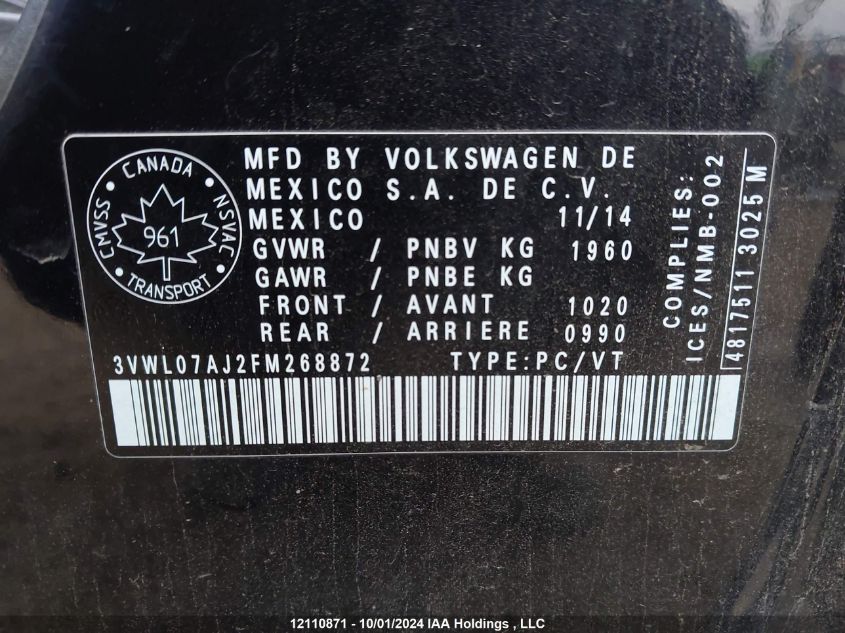 CANADA
CMVSS
NSVAC
961
TRANSPORT
MFD BY VOLKSWAGEN DE
MEXICO S.A. DE C.V.
MEXICO 11/14
GVWR / PNBV KG 1960
GAWR / PNBE KG
FRONT / AVANT 1020
REAR / ARRIERE 0990
3VWL07AJ2FM268872 TYPE:PC/VT
COMPLIES:
ICES/NMB-002
48175113025M
12110871 - 10/01/2024 IAA Holdings , LLC